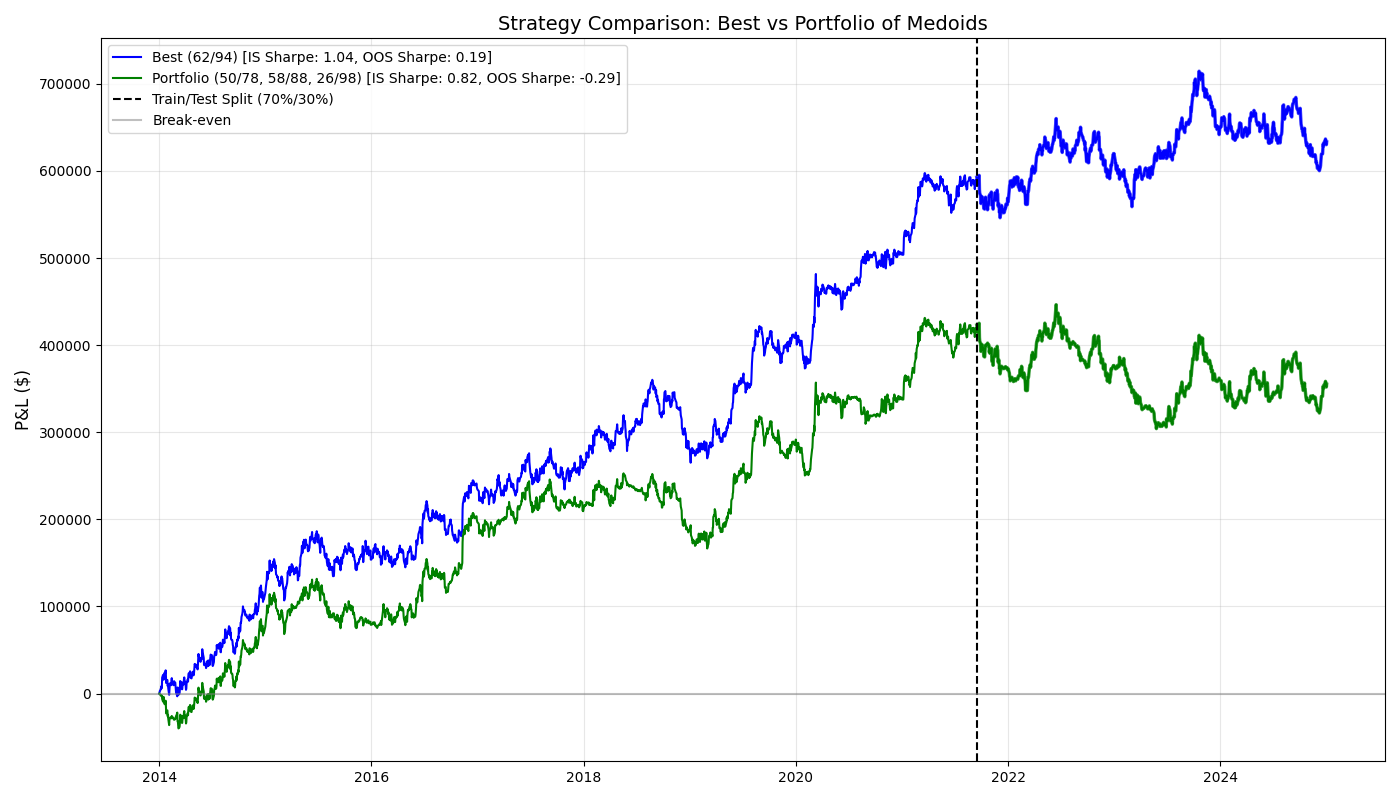 Strategy Comparison: Best vs Portfolio of Medoids
Best (62/94) [IS Sharpe: 1.04, OOS Sharpe: 0.19]
Portfolio (50/78, 58/88, 26/98) [IS Sharpe: 0.82, OOS Sharpe: -0.29]
Train/Test Split (70%/30%)
Break-even
P&L ($)
700000
600000
500000
400000
300000
200000
100000
0
2014 2016 2018 2020 2022 2024